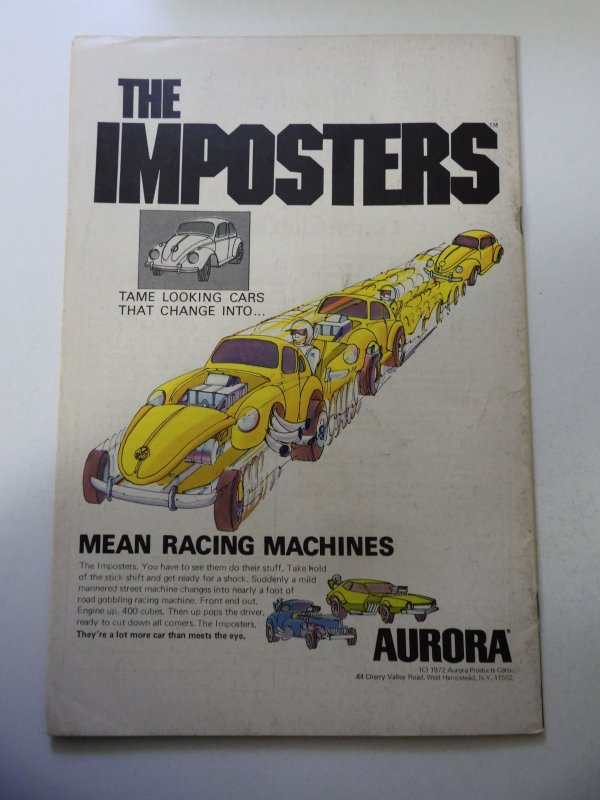 THE
IMPOSTERS™
TAME LOOKING CARS
THAT CHANGE INTO...
MEAN RACING MACHINES
The Imposters. You have to see them do their stuff. Take hold
of the stick shift and get ready for a shock. Suddenly a mild
mannered street machine changes into nearly a foot of
road gobbling racing machine. Front end out.
Engine up, 400 cubes. Then up pops the driver,
ready to cut down all comers. The Imposters.
They're a lot more car than meets the eye.
AURORA®
(C) 1972 Aurora Products Corp.,
44 Cherry Valley Road, West Hempstead, N.Y. 11552